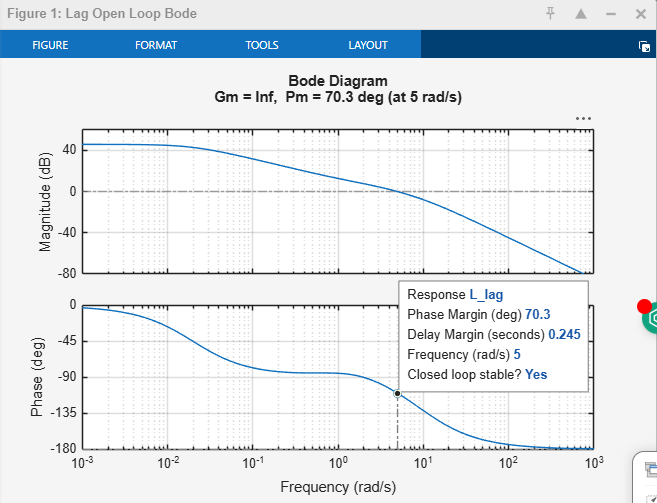 Figure 1: Lag Open Loop Bode
FIGURE FORMAT TOOLS LAYOUT
Bode Diagram
Gm = Inf, Pm = 70.3 deg (at 5 rad/s)
Magnitude (dB)
40
0
-40
-80
Phase (deg)
0
-45
-90
-135
-180
Response L_lag
Phase Margin (deg) 70.3
Delay Margin (seconds) 0.245
Frequency (rad/s) 5
Closed loop stable? Yes
10⁻³ 10⁻² 10⁻¹ 10⁰ 10¹ 10² 10³
Frequency (rad/s)